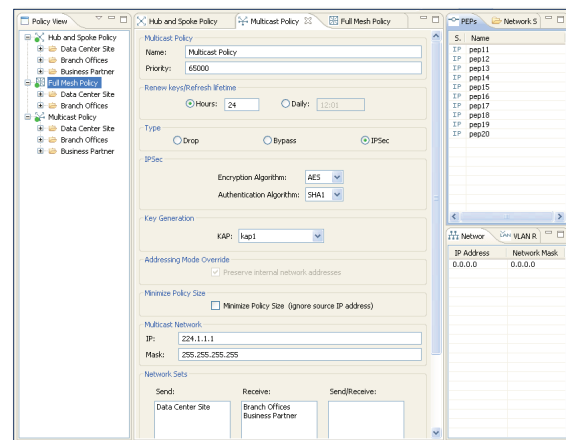 Policy View
Hub and Spoke Policy
Data Center Site
Branch Offices
Business Partner
Full Mesh Policy
Data Center Site
Branch Offices
Multicast Policy
Data Center Site
Branch Offices
Business Partner
Hub and Spoke Policy
Multicast Policy
Full Mesh Policy
Multicast Policy
Name: Multicast Policy
Priority: 65000
Renew keys/Refresh lifetime
Hours: 24 Daily: 12:01
Type
Drop Bypass IPSec
IPSec
Encryption Algorithm: AES
Authentication Algorithm: SHA1
Key Generation
KAP: kap1
Addressing Mode Override
Preserve internal network addresses
Minimize Policy Size
Minimize Policy Size (ignore source IP address)
Multicast Network
IP: 224.1.1.1
Mask: 255.255.255.255
Network Sets
Send: Receive: Send/Receive:
Data Center Site
Branch Offices
Business Partner
PEPs
Network S
S. Name
IP pep11
IP pep12
IP pep13
IP pep14
IP pep15
IP pep16
IP pep17
IP pep18
IP pep19
IP pep20
Networ
VLAN R
IP Address Network Mask
0.0.0.0 0.0.0.0